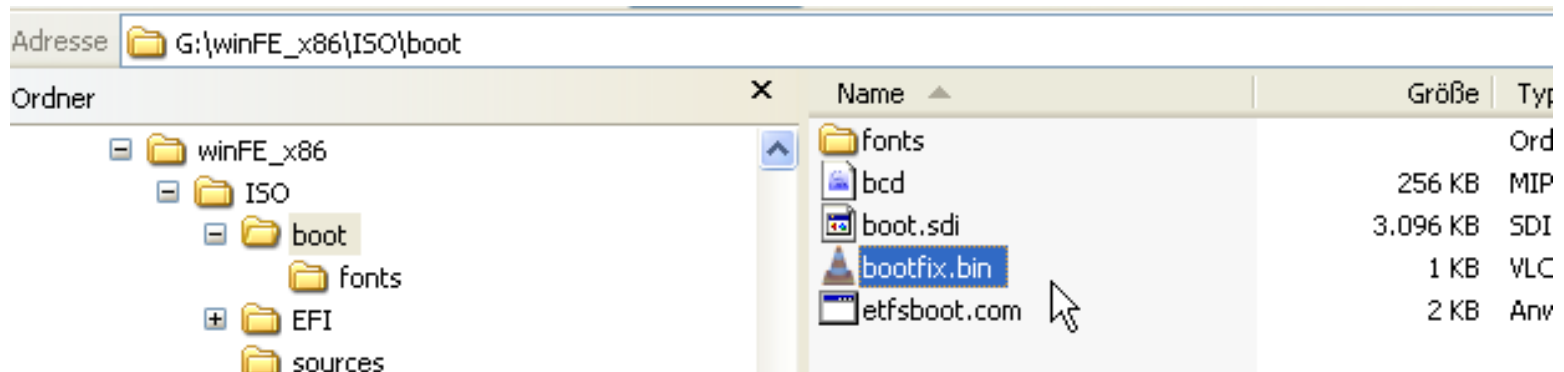 Adresse G:\winFE_x86\ISO\boot
Ordner
winFE_x86
ISO
boot
fonts
EFI
sources
Name Größe Typ
fonts Ord
bcd 256 KB MIP
boot.sdi 3.096 KB SDI
bootfix.bin 1 KB VLC
etfsboot.com 2 KB Anw